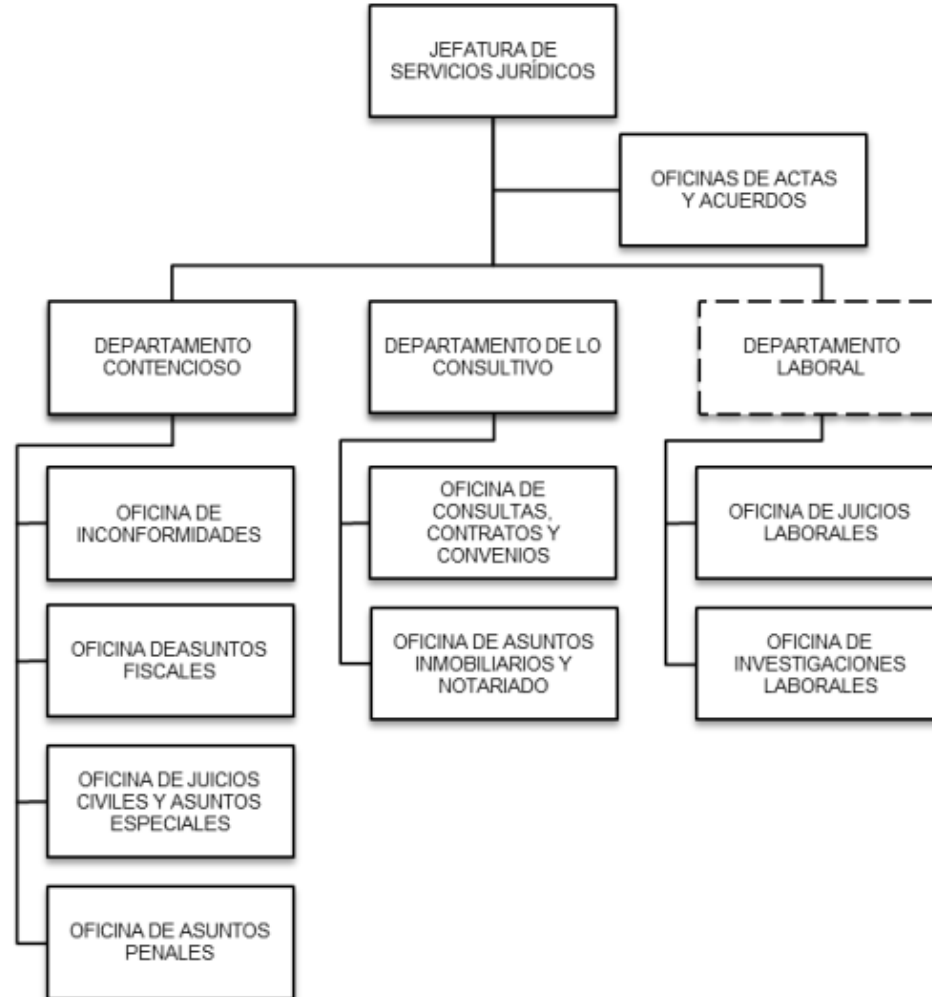 JEFATURA DE
SERVICIOS JURÍDICOS
OFICINAS DE ACTAS
Y ACUERDOS
DEPARTAMENTO
CONTENCIOSO
DEPARTAMENTO DE LO
CONSULTIVO
DEPARTAMENTO
LABORAL
OFICINA DE
INCONFORMIDADES
OFICINA DEASUNTOS
FISCALES
OFICINA DE JUICIOS
CIVILES Y ASUNTOS
ESPECIALES
OFICINA DE ASUNTOS
PENALES
OFICINA DE
CONSULTAS,
CONTRATOS Y
CONVENIOS
OFICINA DE ASUNTOS
INMOBILIARIOS Y
NOTARIADO
OFICINA DE JUICIOS
LABORALES
OFICINA DE
INVESTIGACIONES
LABORALES